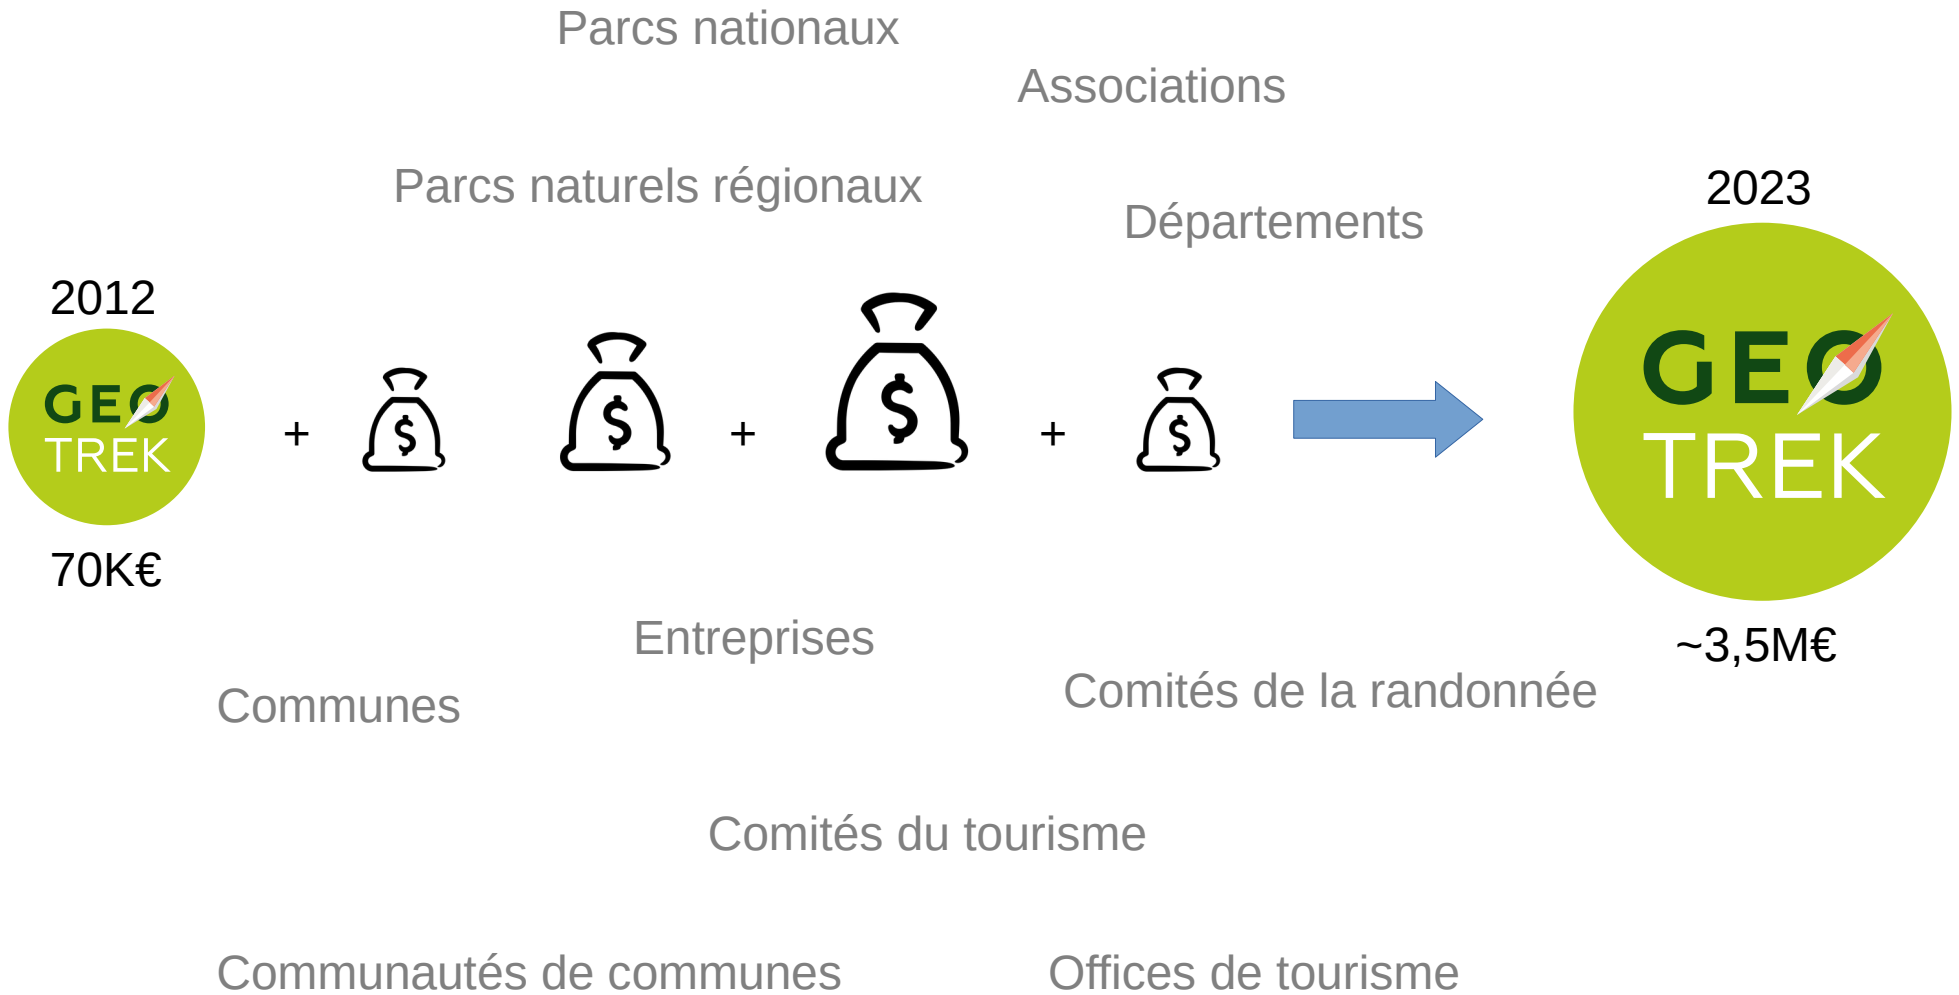 Parcs nationaux
Associations
Parcs naturels régionaux
2023
Départements
2012
GEO
TREK
+
$
$
+
$
+
$
GEO
TREK
70K€
Entreprises
~3,5M€
Comités de la randonnée
Communes
Comités du tourisme
Communautés de communes
Offices de tourisme